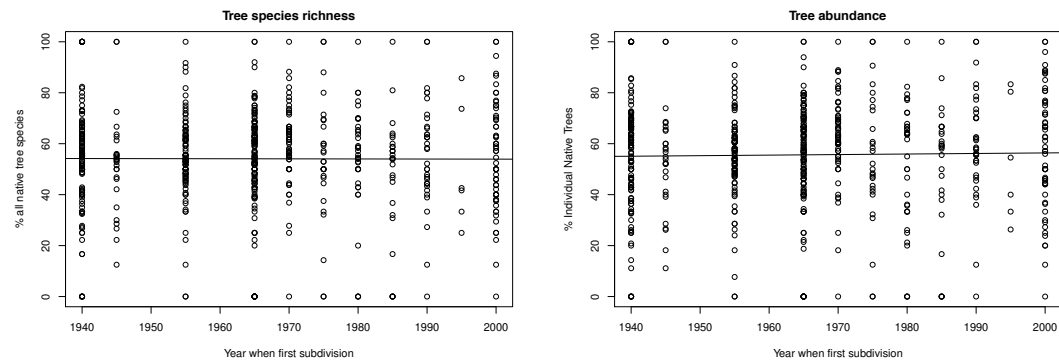 Tree species richness
% all native tree species
100
80
60
40
20
0
1940 1950 1960 1970 1980 1990 2000
Year when first subdivision
Tree abundance
% Individual Native Trees
100
80
60
40
20
0
1940 1950 1960 1970 1980 1990 2000
Year when first subdivision